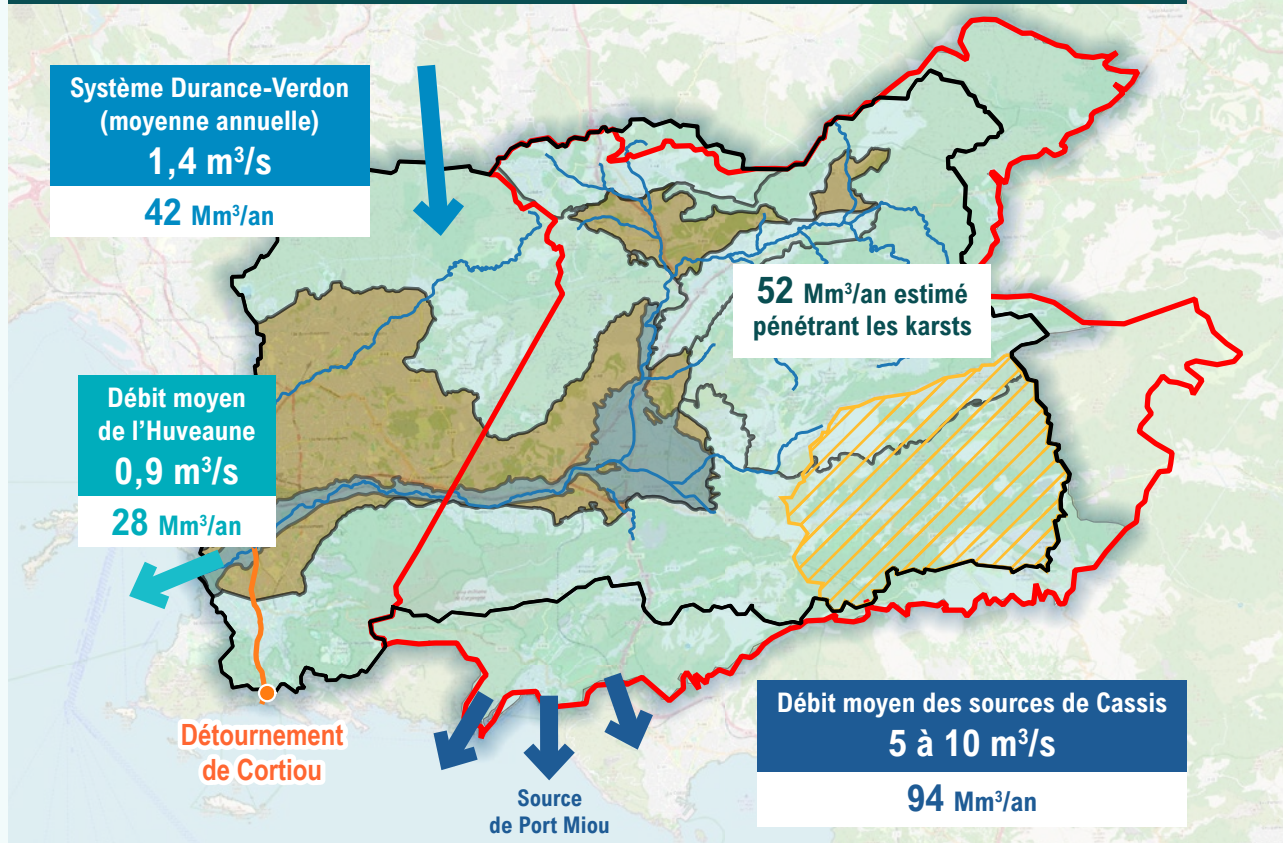 Système Durance-Verdon
(moyenne annuelle)
1,4 m³/s
42 Mm³/an
52 Mm³/an estimé
pénétrant les karsts
Débit moyen
de l’Huveaune
0,9 m³/s
28 Mm³/an
Détournement
de Cortiou
Source
de Port Miou
Débit moyen des sources de Cassis
5 à 10 m³/s
94 Mm³/an